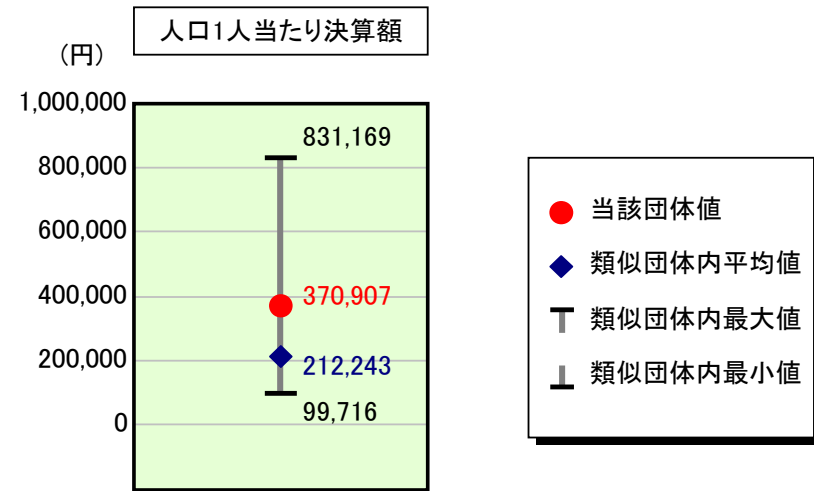 人口1人当たり決算額
(円)
1,000,000
800,000
600,000
400,000
200,000
0
831,169
370,907
212,243
99,716
当該団体値
類似団体内平均値
類似団体内最大値
類似団体内最小値